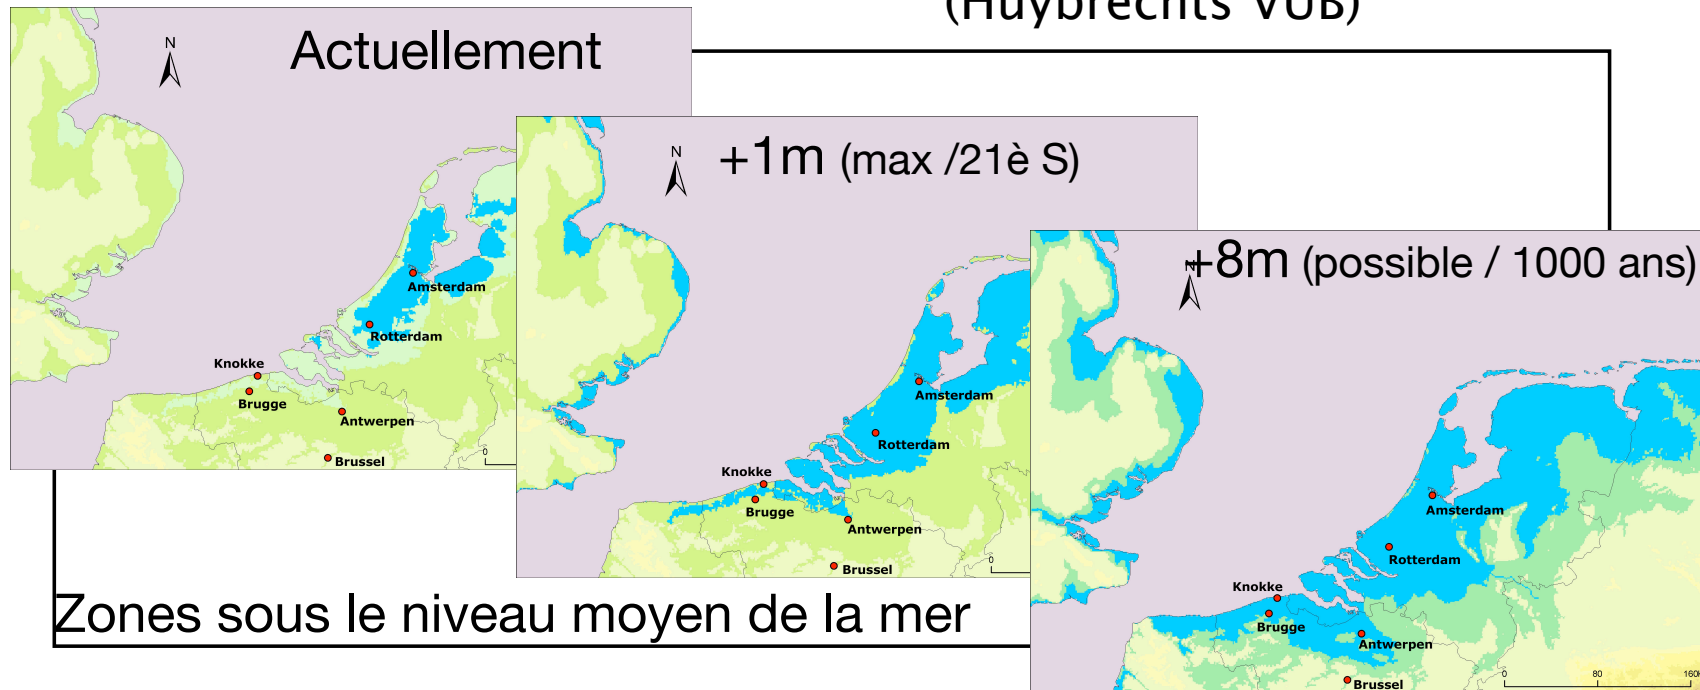 (Huybrechts VUB)
Actuellement
N
Amsterdam
Rotterdam
Knokke
Brugge
Antwerpen
Brussel
0
+1m (max /21è S)
N
Amsterdam
Rotterdam
Knokke
Brugge
Antwerpen
Brussel
0
+8m (possible / 1000 ans)
N
Amsterdam
Rotterdam
Knokke
Brugge
Antwerpen
Brussel
0 80
Zones sous le niveau moyen de la mer